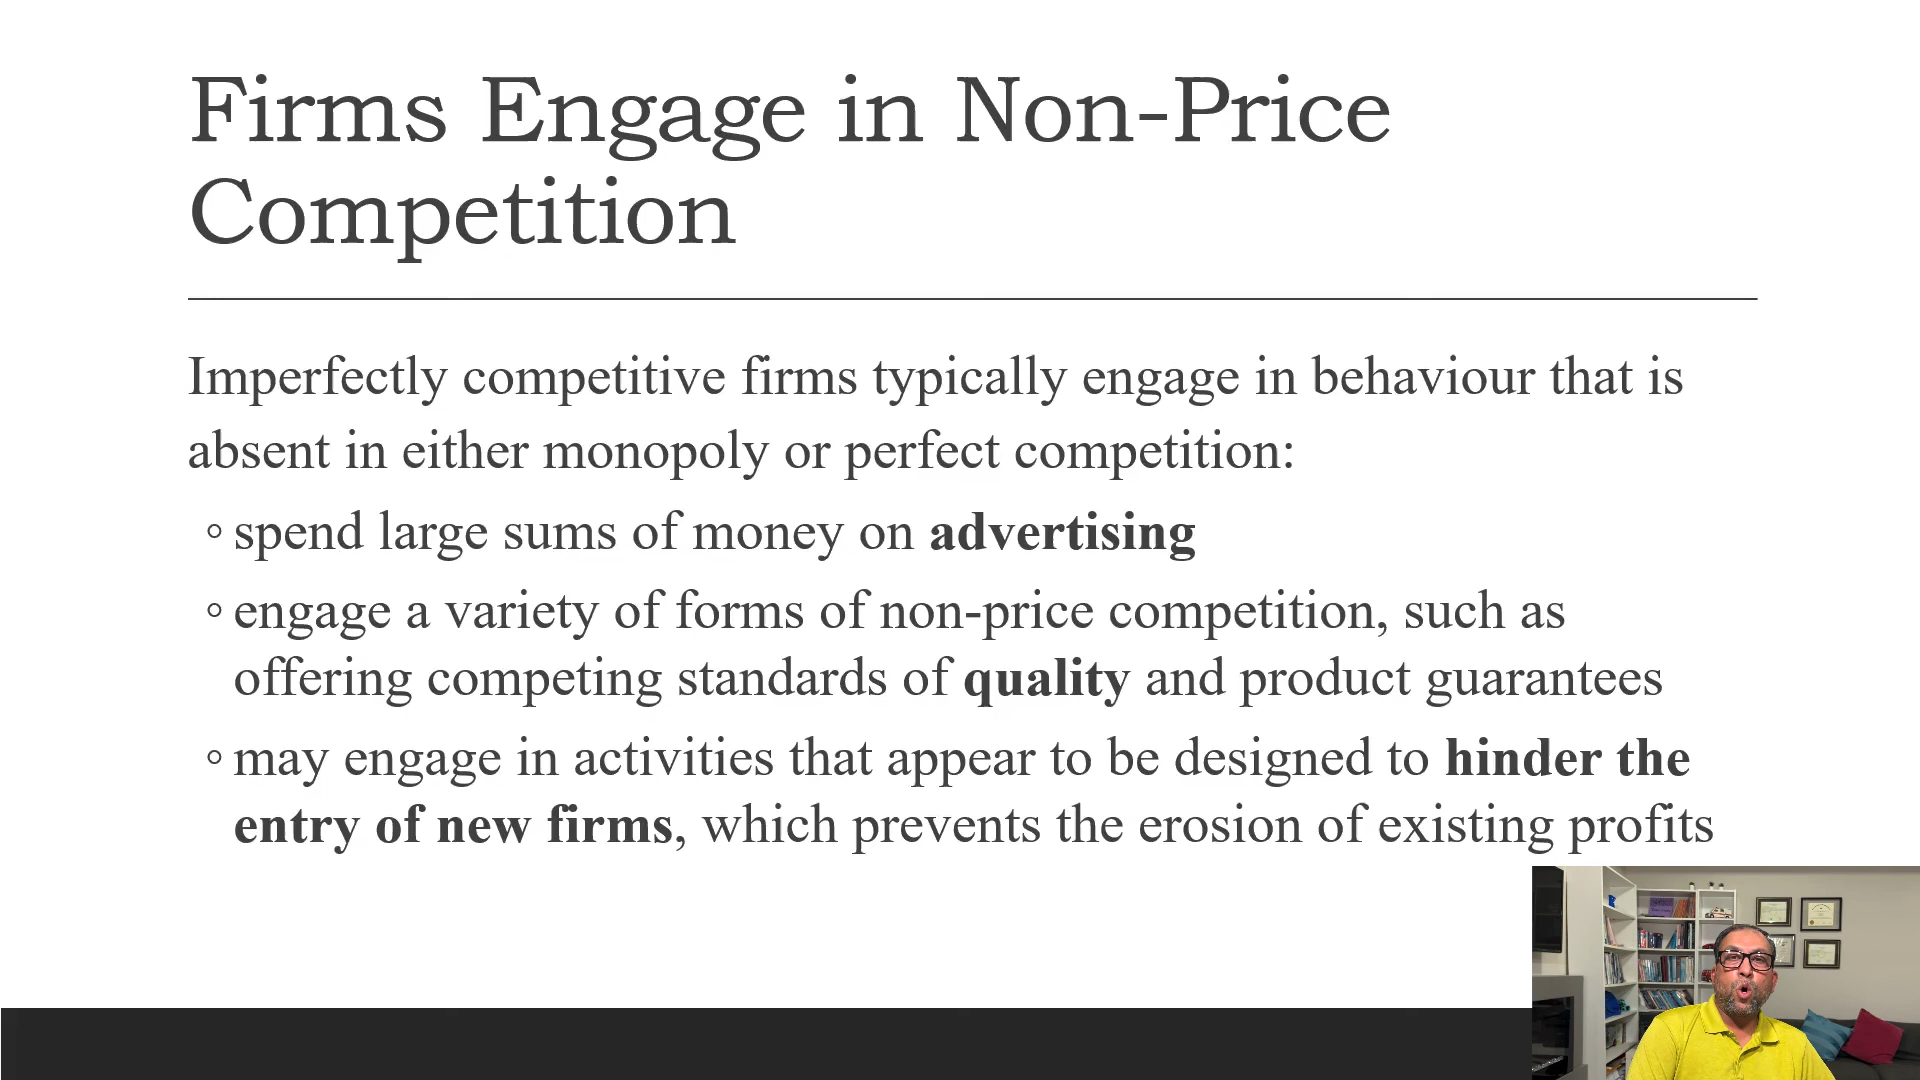 Firms Engage in Non-Price
Competition
Imperfectly competitive firms typically engage in behaviour that is
absent in either monopoly or perfect competition:
◦ spend large sums of money on advertising
◦ engage a variety of forms of non-price competition, such as
offering competing standards of quality and product guarantees
◦ may engage in activities that appear to be designed to hinder the
entry of new firms, which prevents the erosion of existing profits